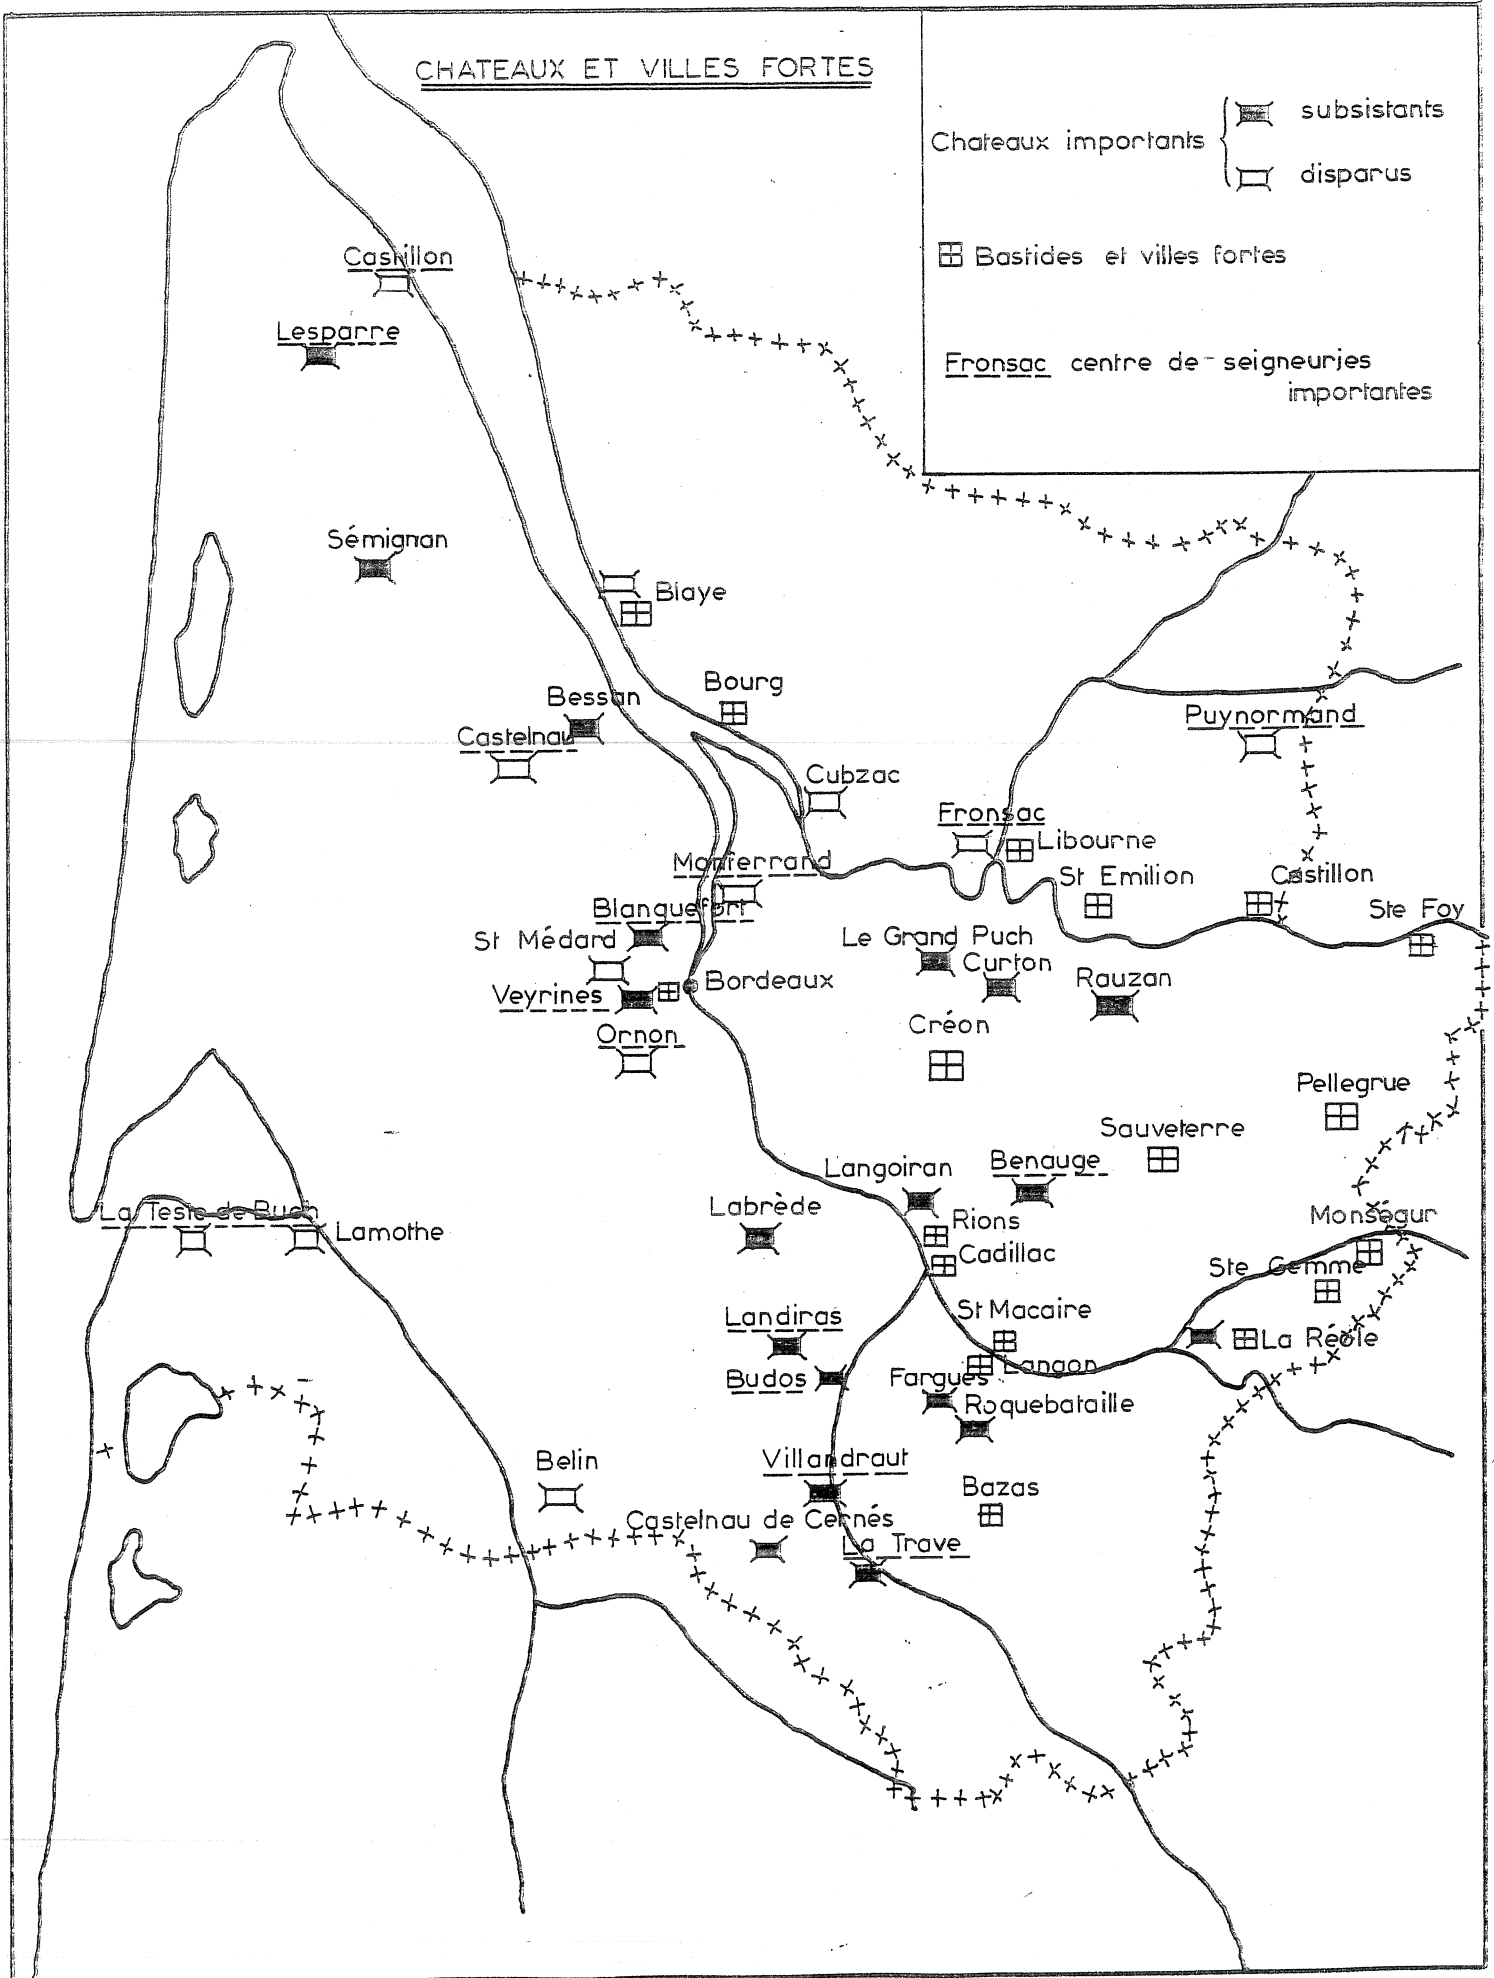 CHATEAUX ET VILLES FORTES
Chateaux importants
subsistants
disparus
Bastides et villes fortes
Fronsac centre de seigneuries
importantes
Castillon
Lesparre
Sémignan
Blaye
Bessan
Bourg
Castelnau
Puynormand
Cubzac
Fronsac
Libourne
Monferrand
St Emilion
Castillon
Blanquefort
Ste Foy
St Médard
Le Grand Puch
Curton
Veyrines
Bordeaux
Rauzan
Ornon
Créon
Pellegrue
Sauveterre
Langoiran
Benauge
La Teste de Buch
Lamothe
Labrède
Rions
Monségur
Cadillac
Ste Gemme
Landiras
St Macaire
La Réole
Budos
Langon
Fargues
Roquebataille
Belin
Villandraut
Bazas
Castelnau de Cernés
La Trave